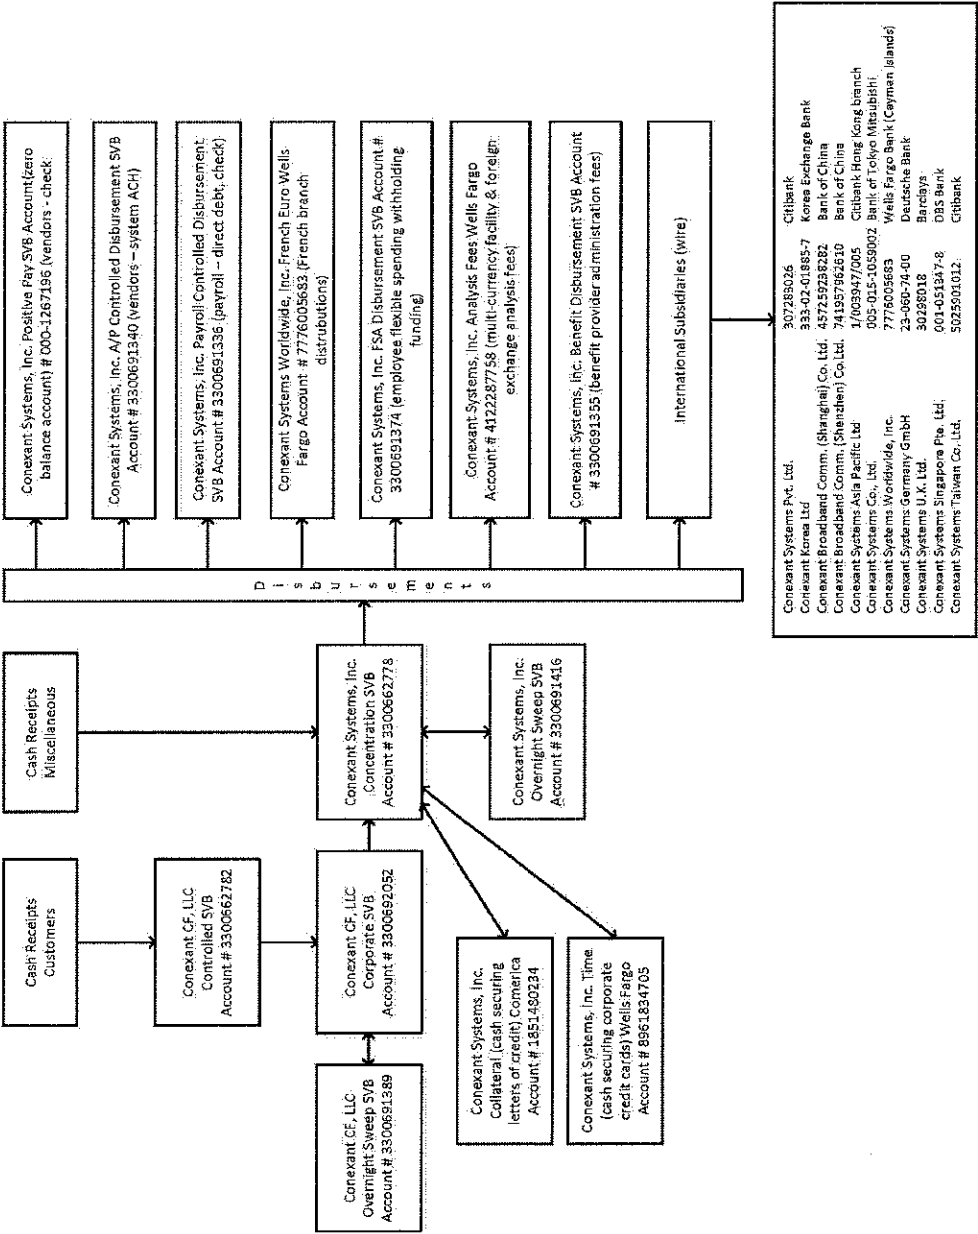 Cash Receipts
Customers
Cash Receipts
Miscellaneous
Conexant CF, LLC
Controlled SVB
Account # 3300662782
Conexant CF, LLC
Overnight Sweep SVB
Account # 3300691389
Conexant CF, LLC
Corporate SVB
Account # 3300692052
Conexant Systems, Inc.
Concentration SVB
Account # 3300662778
Conexant Systems, Inc.
Collateral (cash securing
letters of credit) Comerica
Account # 1851480234
Conexant Systems, Inc.
Overnight Sweep SVB
Account # 3300691416
Conexant Systems, Inc. Time
(cash securing corporate
credit cards) Wells Fargo
Account # 8961834705
Disbursements
Conexant Systems, Inc. Positive Pay SVB Account (zero
balance account) # 000-1267196 (vendors - check
Conexant Systems, Inc. A/P Controlled Disbursement SVB
Account # 3300691340 (vendors – system ACH)
Conexant Systems, Inc. Payroll Controlled Disbursement
SVB Account # 3300691336 (payroll – direct debt, check)
Conexant Systems Worldwide, Inc. French Euro Wells
Fargo Account # 7776005683 (French branch
distrubutions)
Conexant Systems, Inc. FSA Disbursement SVB Account #
3300691374 (employee flexible spending withholding
funding)
Conexant Systems, Inc. Analysis Fees Wells Fargo
Account # 4122287758 (multi-currency facility & foreign
exchange analysis fees)
Conexant Systems, Inc. Benefit Disbursement SVB Account
# 3300691355 (benefit provider administration fees)
International Subsidiaries (wire)
Conexant Systems Pvt. Ltd. 307283026 Citibank
Conexant Korea Ltd 333-02-01885-7 Korea Exchange Bank
Conexant Broadband Comm. (Shanghai) Co. Ltd. 457259238282 Bank of China
Conexant Broadband Comm. (Shenzhen) Co. Ltd. 741957962610 Bank of China
Conexant Systems Asia Pacific Ltd 1/003947/005 Citibank Hong Kong branch
Conexant Systems Co., Ltd. 005-015-1058002 Bank of Tokyo Mitsubishi
Conexant Systems Worldwide, Inc. 7776005683 Wells Fargo Bank (Cayman Islands)
Conexant Systems Germany GmbH 23-060-74-00 Deutsche Bank
Conexant Systems U.K. Ltd. 30298018 Barclays
Conexant Systems Singapore Pte. Ltd. 001-051347-8 DBS Bank
Conexant Systems Taiwan Co. Ltd. 5025901012 Citibank